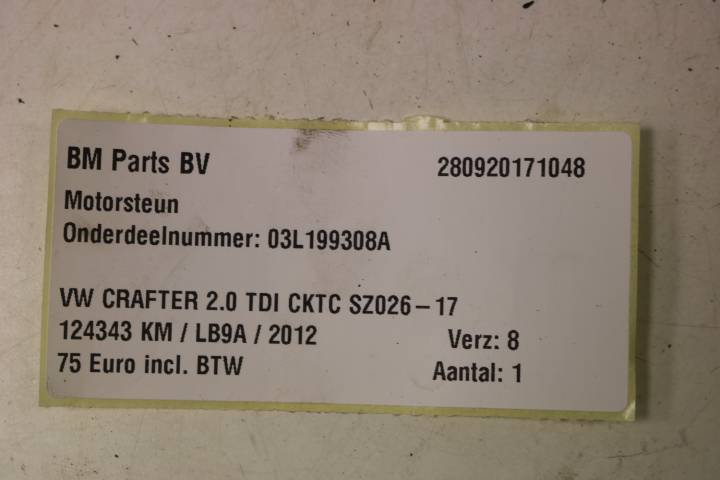 BM Parts BV 280920171048
Motorsteun
Onderdeelnummer: 03L199308A
VW CRAFTER 2.0 TDI CKTC SZ026-17
124343 KM / LB9A / 2012 Verz: 8
75 Euro incl. BTW Aantal: 1